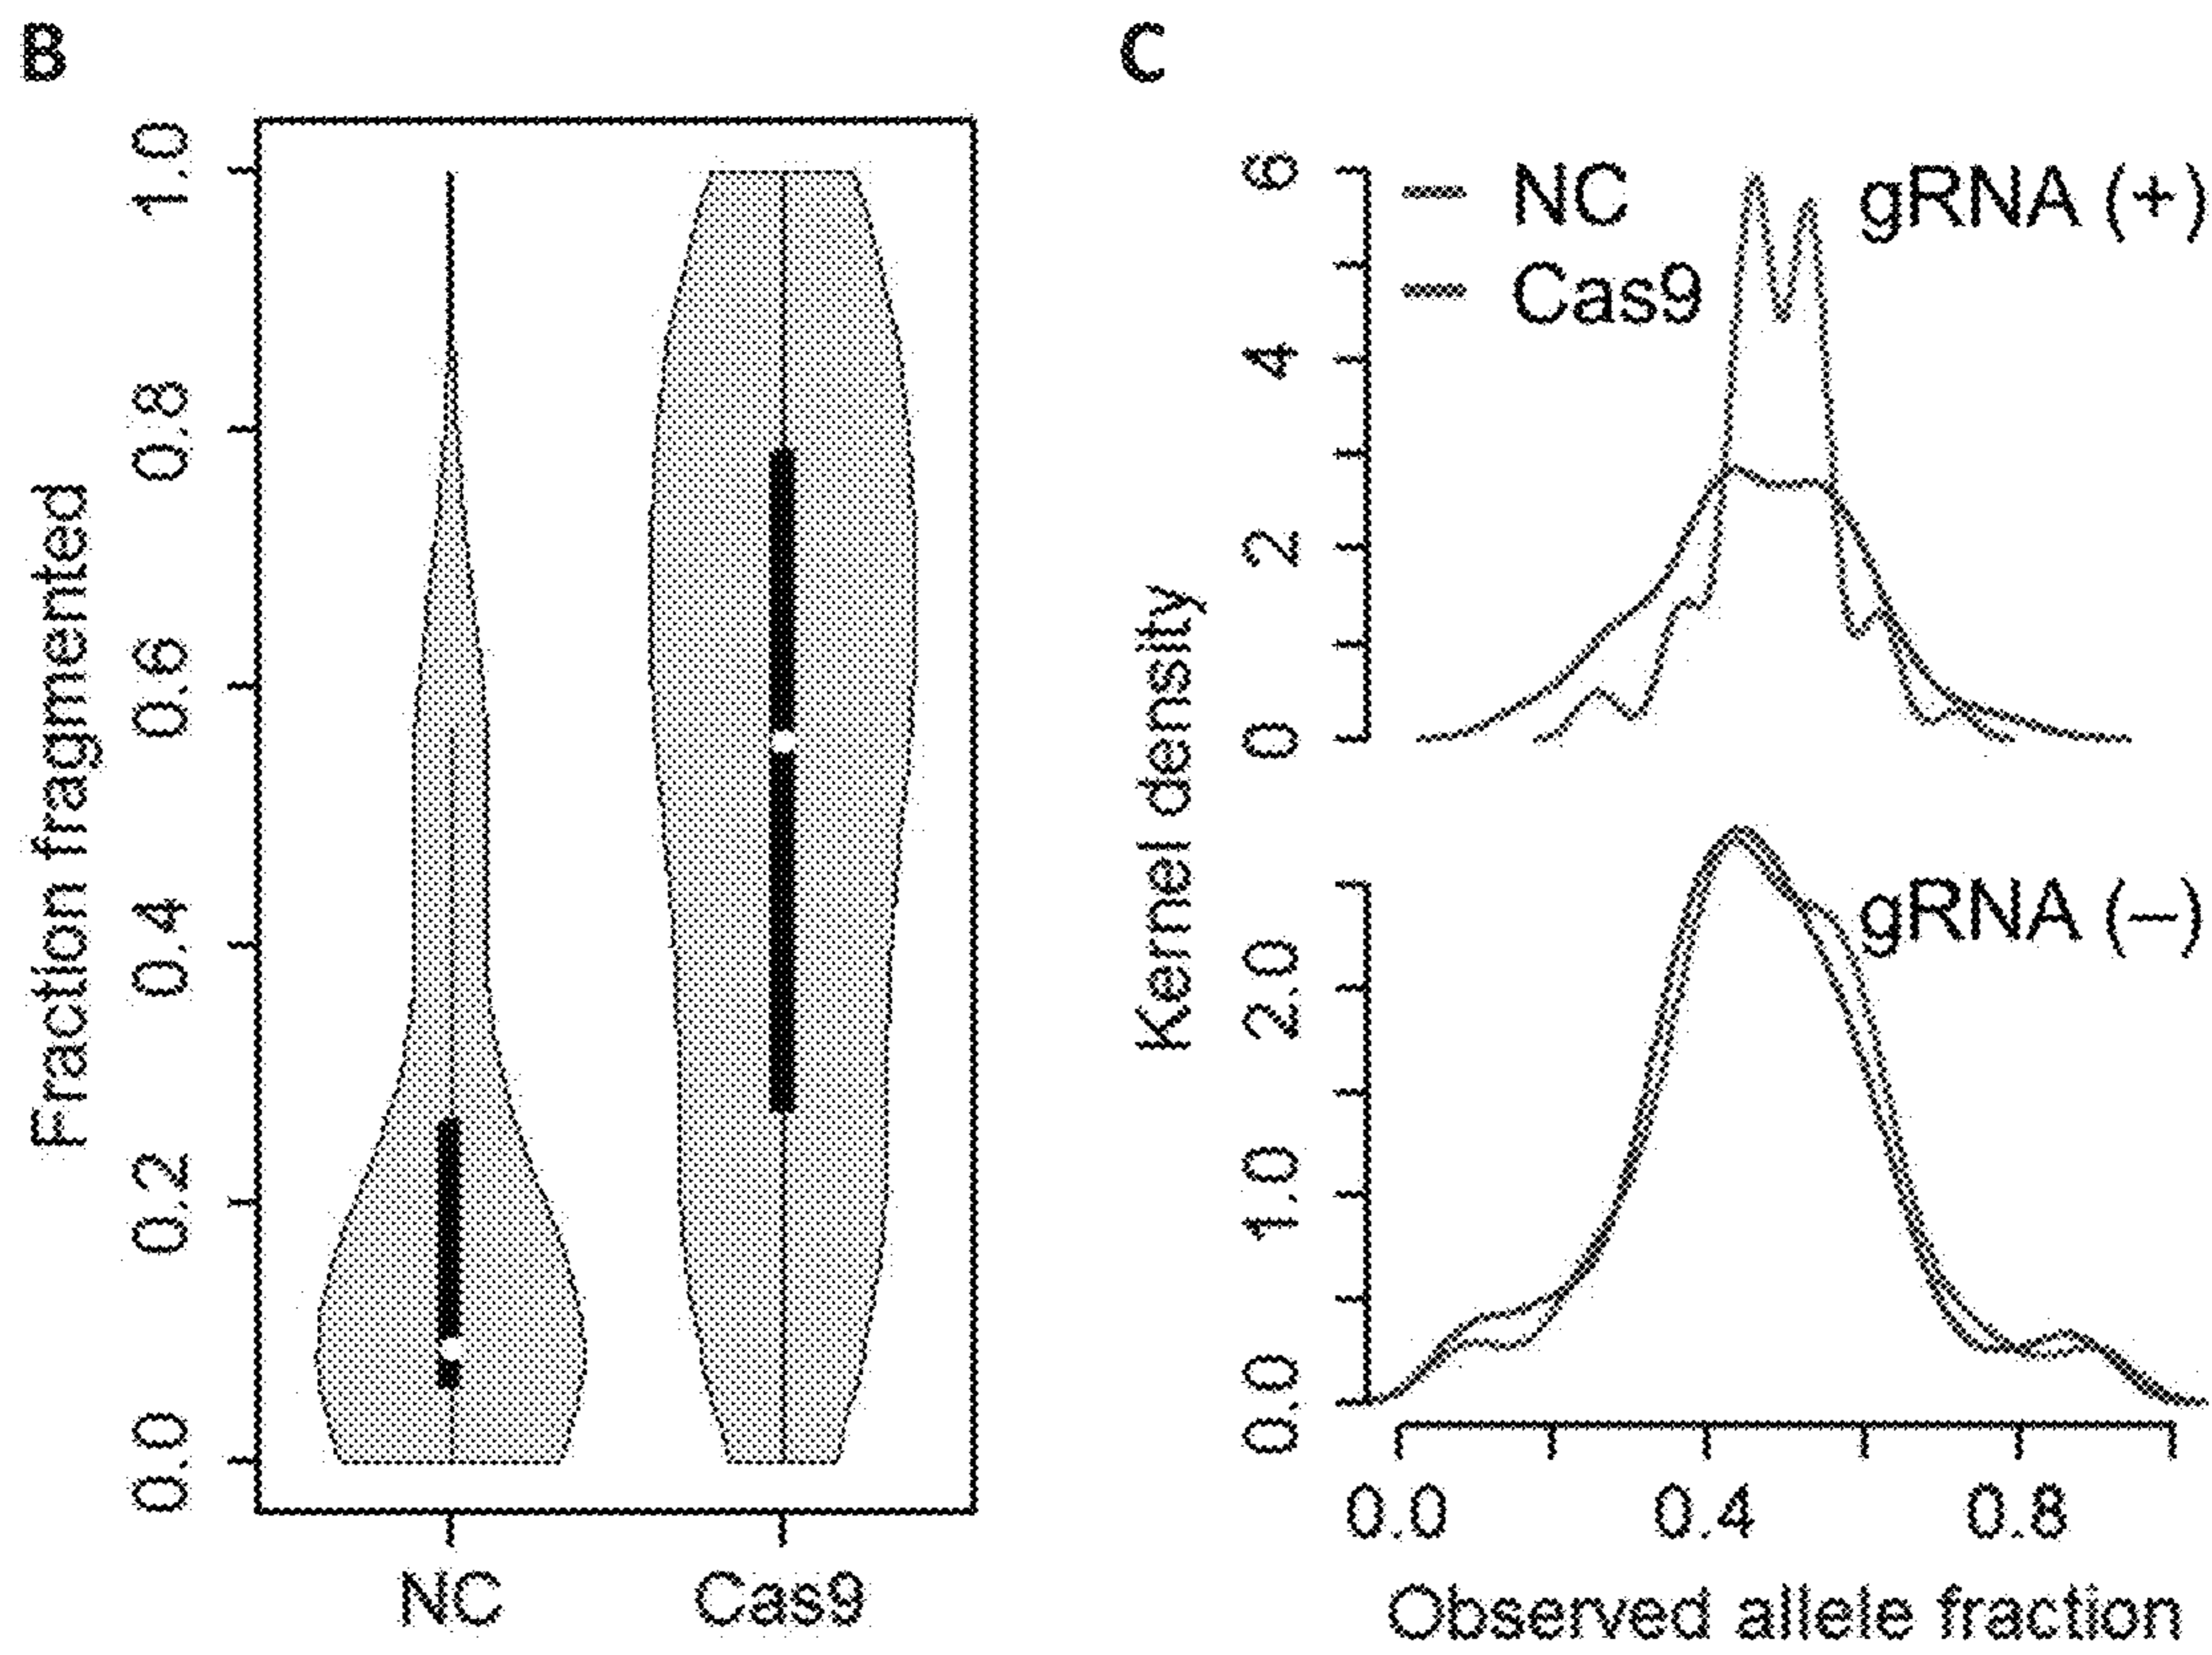 B
Fraction fragmented
1.0
0.8
0.6
0.4
0.2
0.0
NC
Cas9
C
Kernel density
6
4
2
0
NC
Cas9
gRNA (+)
gRNA (–)
2.0
1.0
0.0
0.0
0.4
0.8
Observed allele fraction